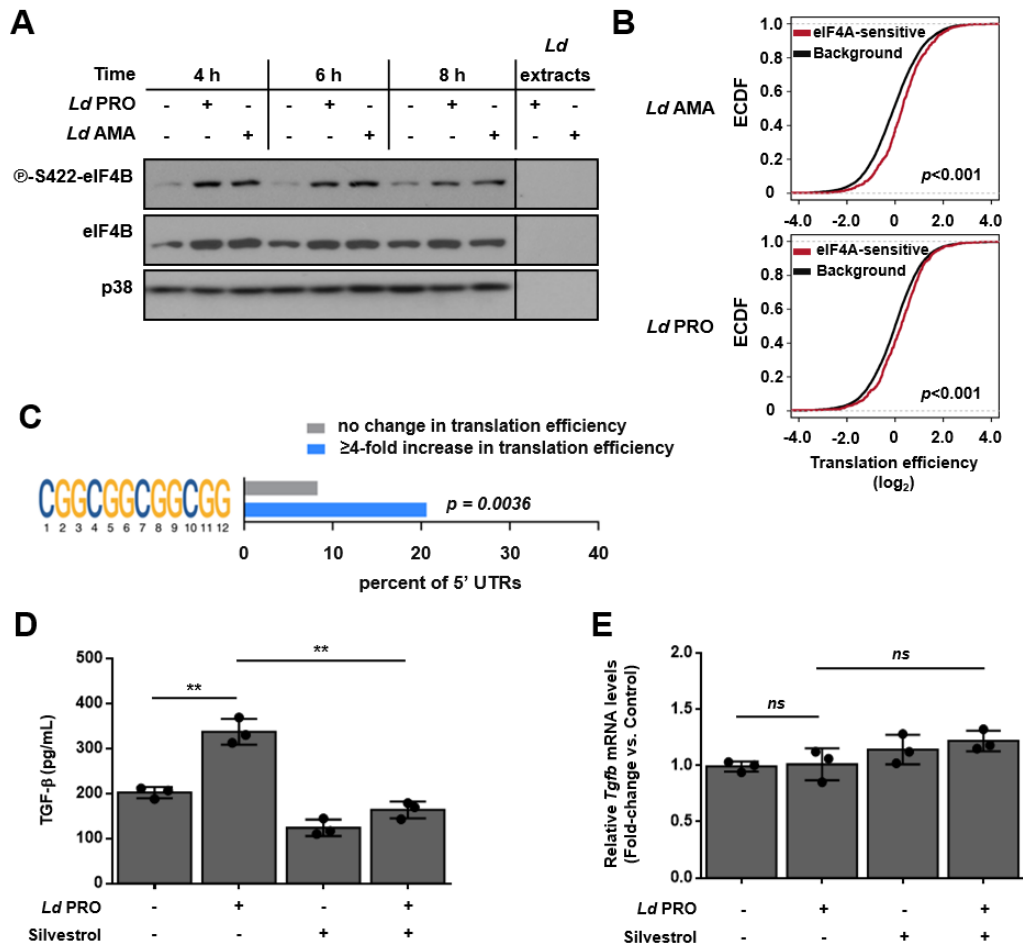 A
Time 4 h 6 h 8 h Ld extracts
Ld PRO - + - - + - - + - +
Ld AMA - - + - - + - - + +
Ⓟ-S422-eIF4B
eIF4B
p38
B
Ld AMA
eIF4A-sensitive
Background
ECDF
1.0
0.8
0.6
0.4
0.2
0
p<0.001
-4.0 -2.0 0 2.0 4.0
Ld PRO
eIF4A-sensitive
Background
ECDF
1.0
0.8
0.6
0.4
0.2
0
p<0.001
-4.0 -2.0 0 2.0 4.0
Translation efficiency
(log2)
C
no change in translation efficiency
≥4-fold increase in translation efficiency
CGGCGGCGGCGG
1 2 3 4 5 6 7 8 9 10 11 12
p = 0.0036
0 10 20 30 40
percent of 5’ UTRs
D
TGF-β (pg/mL)
500
400
300
200
100
0
**
**
Ld PRO - + - +
Silvestrol - - + +
E
Relative Tgfb mRNA levels
(Fold-change vs. Control)
2.0
1.5
1.0
0.5
0.0
ns
ns
Ld PRO - + - +
Silvestrol - - + +